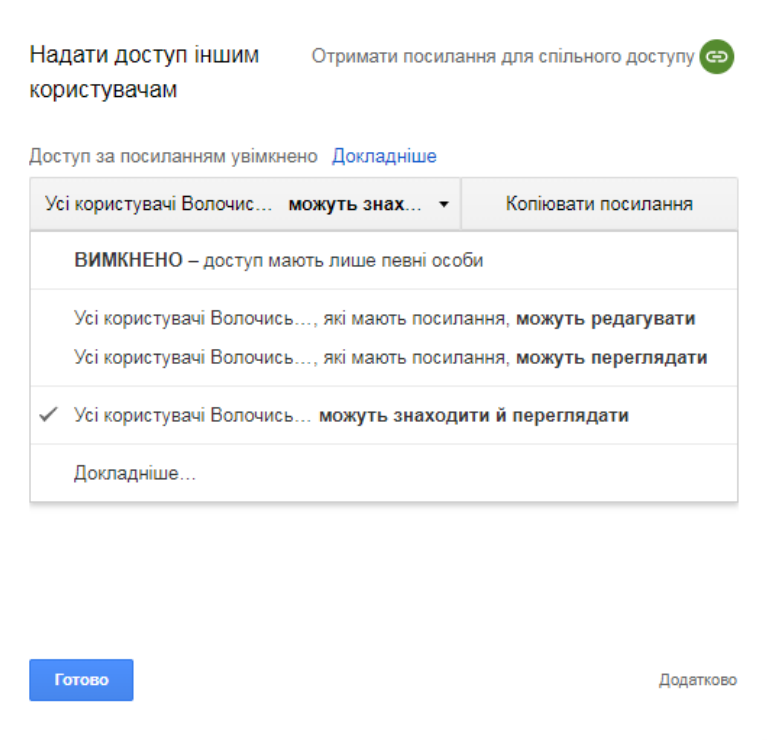 Надати доступ іншим
користувачам
Отримати посилання для спільного доступу
Доступ за посиланням увімкнено Докладніше
Усі користувачі Волочис... можуть знах...
Копіювати посилання
ВИМКНЕНО – доступ мають лише певні особи
Усі користувачі Волочись..., які мають посилання, можуть редагувати
Усі користувачі Волочись..., які мають посилання, можуть переглядати
Усі користувачі Волочись... можуть знаходити й переглядати
Докладніше...
Готово
Додатково